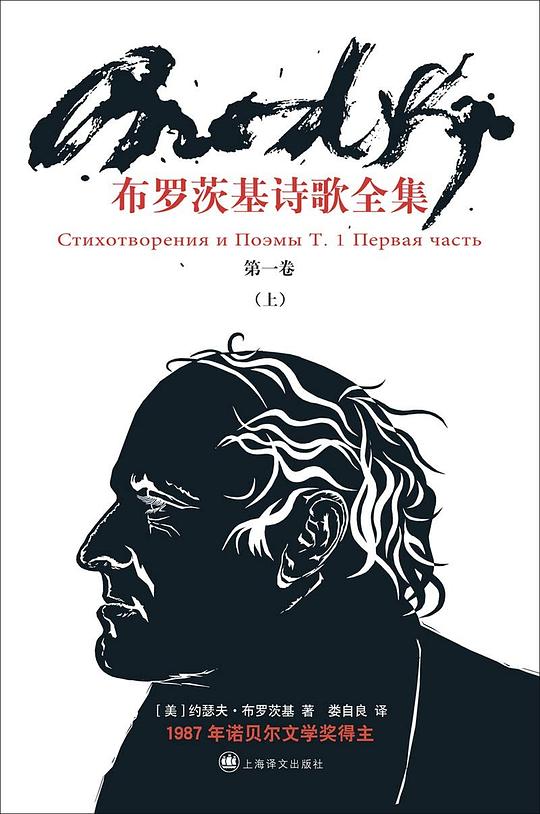 Brodsky
布罗茨基诗歌全集
Стихотворения и Поэмы Т. 1 Первая часть
第一卷
（上）
［美］约瑟夫·布罗茨基 著 娄自良 译
1987 年诺贝尔文学奖得主
上海译文出版社